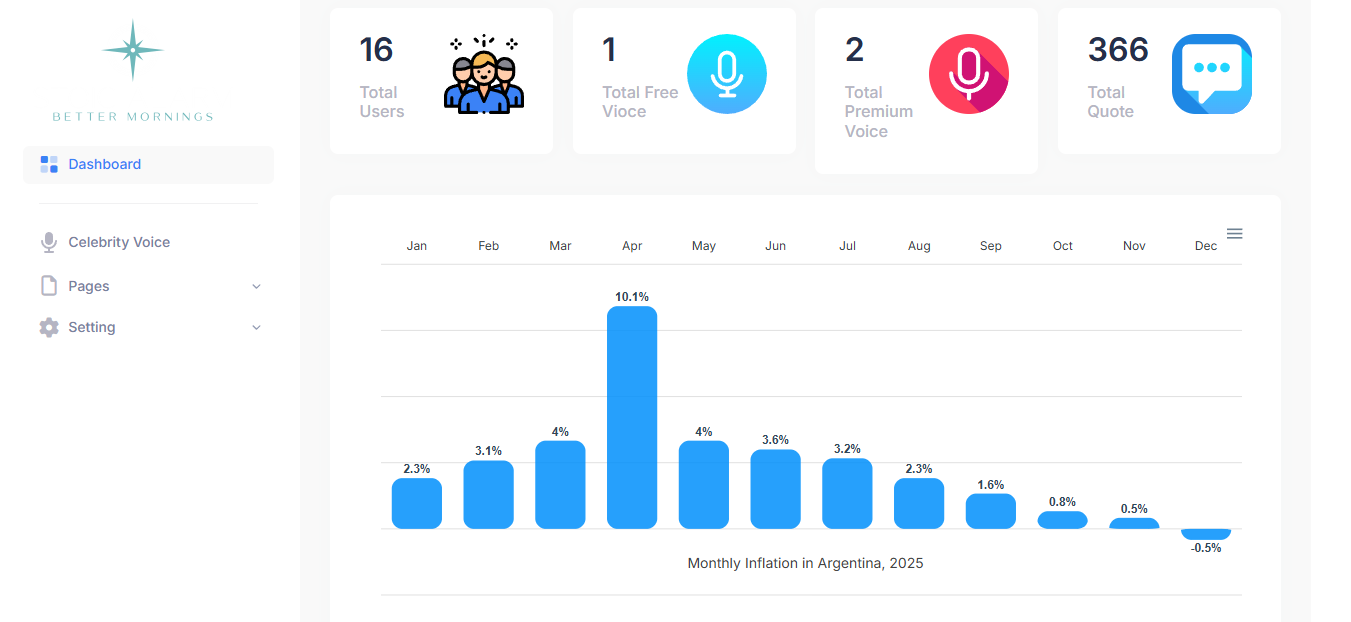 BETTER MORNINGS
Dashboard
Celebrity Voice
Pages
Setting
16
Total
Users
1
Total Free
Vioce
2
Total
Premium
Voice
366
Total
Quote
Jan Feb Mar Apr May Jun Jul Aug Sep Oct Nov Dec
10.1%
4% 4%
3.6%
3.1% 3.2%
2.3% 2.3%
1.6%
0.8%
0.5%
-0.5%
Monthly Inflation in Argentina, 2025